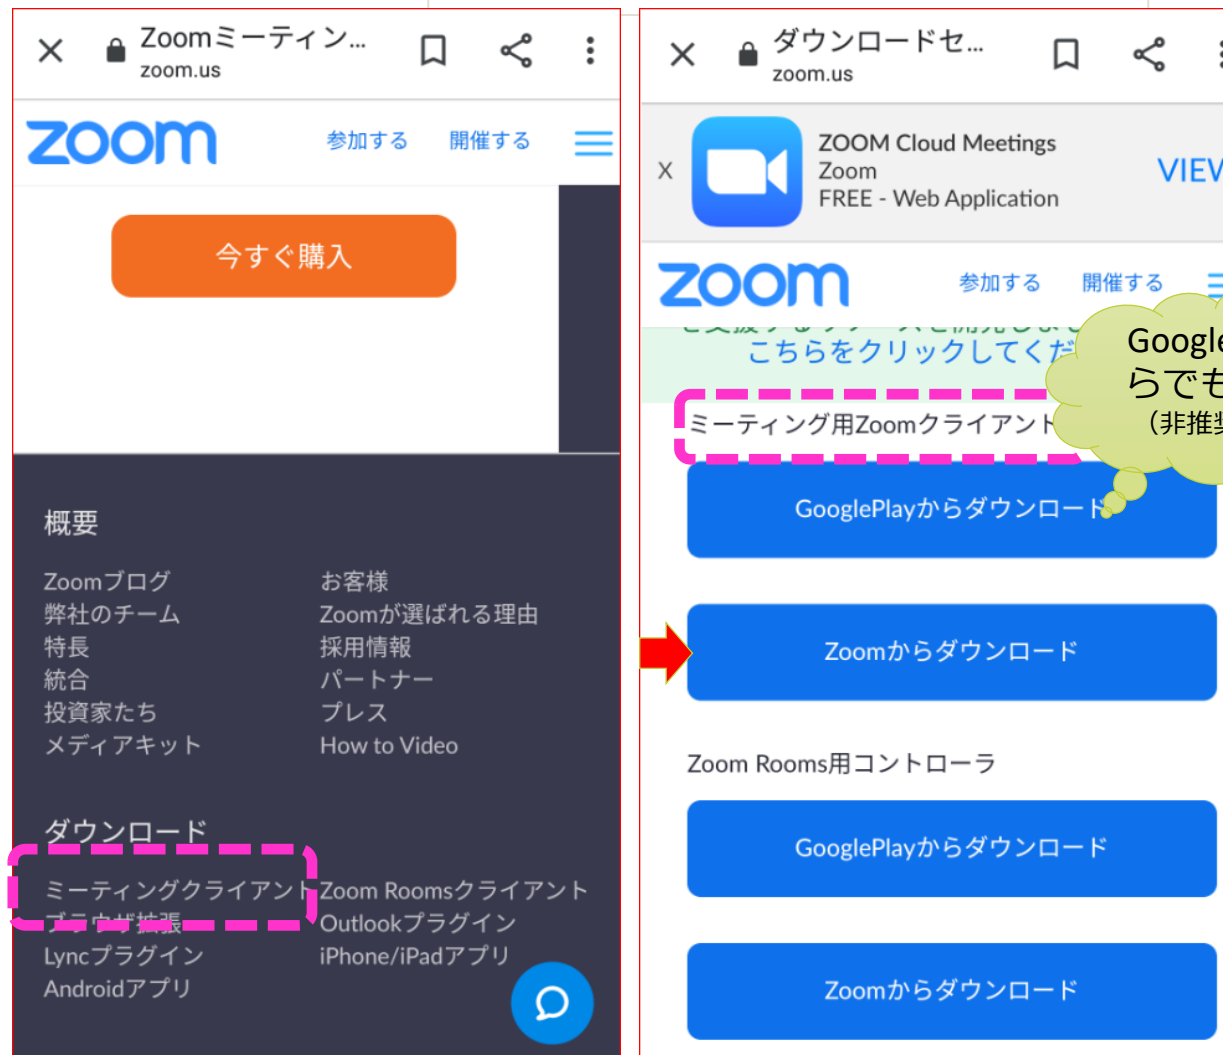 Zoomミーティン...
zoom.us
zoom
参加する
開催する
今すぐ購入
概要
Zoomブログ
お客様
弊社のチーム
Zoomが選ばれる理由
特長
採用情報
統合
パートナー
投資家たち
プレス
メディアキット
How to Video
ダウンロード
ミーティングクライアント
Zoom Roomsクライアント
ブラウザ拡張
Outlookプラグイン
Lyncプラグイン
iPhone/iPadアプリ
Androidアプリ
ダウンロードセ...
zoom.us
X
ZOOM Cloud Meetings
Zoom
FREE - Web Application
VIEW
zoom
参加する
開催する
こちらをクリックしてくだ
Google
らでも
（非推奨
ミーティング用Zoomクライアント
GooglePlayからダウンロード
Zoomからダウンロード
Zoom Rooms用コントローラ
GooglePlayからダウンロード
Zoomからダウンロード